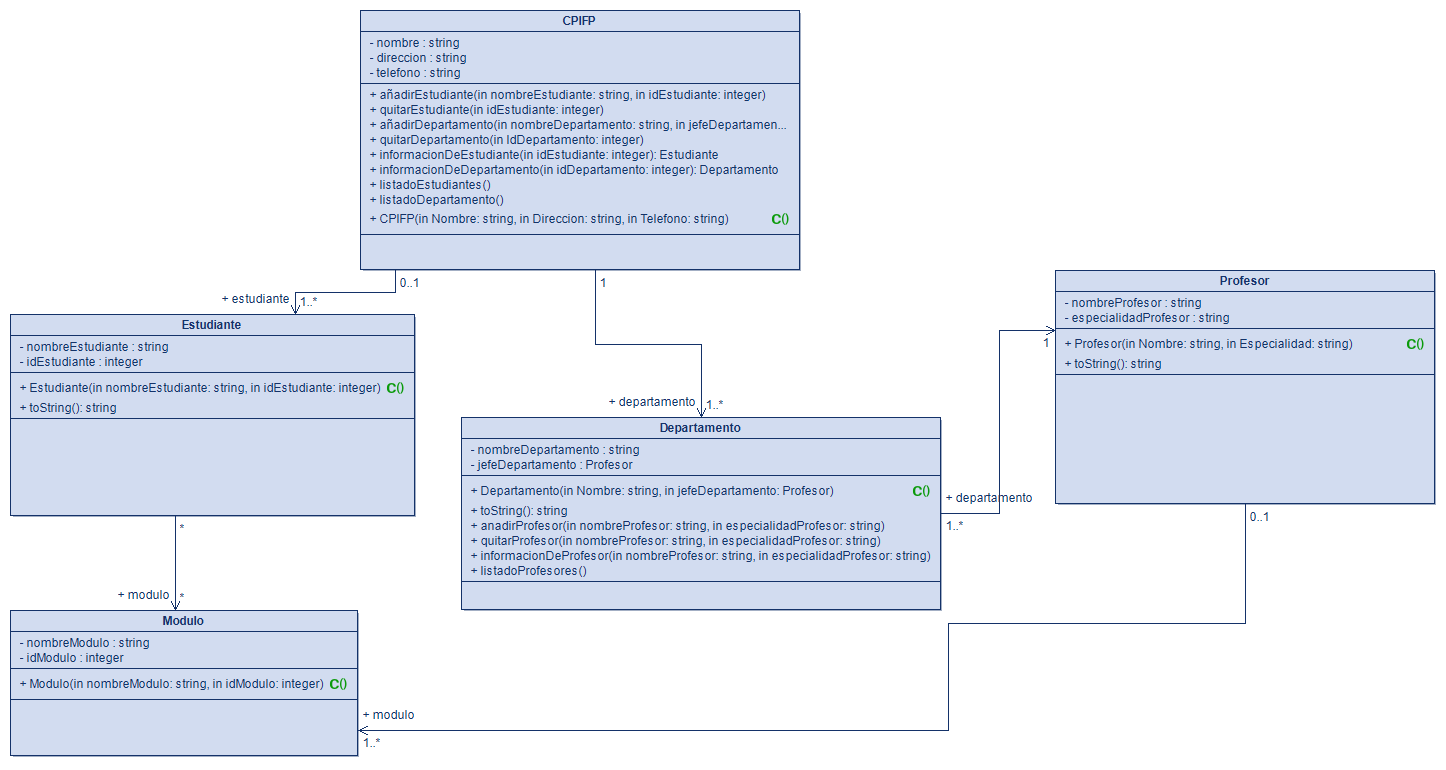 CPIFP
- nombre : string
- direccion : string
- telefono : string
+ añadirEstudiante(in nombreEstudiante: string, in idEstudiante: integer)
+ quitarEstudiante(in idEstudiante: integer)
+ añadirDepartamento(in nombreDepartamento: string, in jefeDepartamen...
+ quitarDepartamento(in IdDepartamento: integer)
+ informacionDeEstudiante(in idEstudiante: integer): Estudiante
+ informacionDeDepartamento(in idDepartamento: integer): Departamento
+ listadoEstudiantes()
+ listadoDepartamento()
+ CPIFP(in Nombre: string, in Direccion: string, in Telefono: string) C()
0..1
1
+ estudiante
1..*
Estudiante
- nombreEstudiante : string
- idEstudiante : integer
+ Estudiante(in nombreEstudiante: string, in idEstudiante: integer) C()
+ toString(): string
Profesor
- nombreProfesor : string
- especialidadProfesor : string
+ Profesor(in Nombre: string, in Especialidad: string) C()
+ toString(): string
1
+ departamento
1..*
Departamento
- nombreDepartamento : string
- jefeDepartamento : Profesor
+ Departamento(in Nombre: string, in jefeDepartamento: Profesor) C()
+ toString(): string
+ anadirProfesor(in nombreProfesor: string, in especialidadProfesor: string)
+ quitarProfesor(in nombreProfesor: string, in especialidadProfesor: string)
+ informacionDeProfesor(in nombreProfesor: string, in especialidadProfesor: string)
+ listadoProfesores()
+ departamento
1..*
0..1
*
+ modulo
*
Modulo
- nombreModulo : string
- idModulo : integer
+ Modulo(in nombreModulo: string, in idModulo: integer) C()
+ modulo
1..*